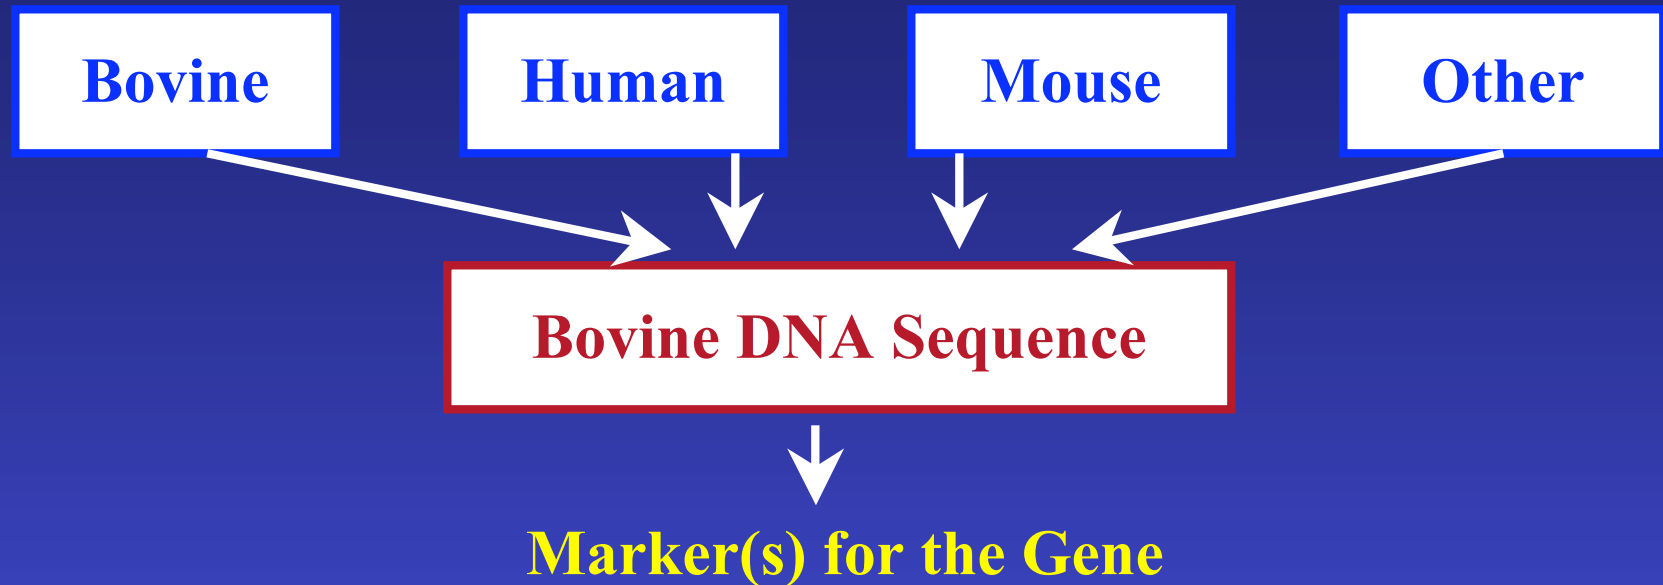 Bovine
Human
Mouse
Other
Bovine DNA Sequence
Marker(s) for the Gene